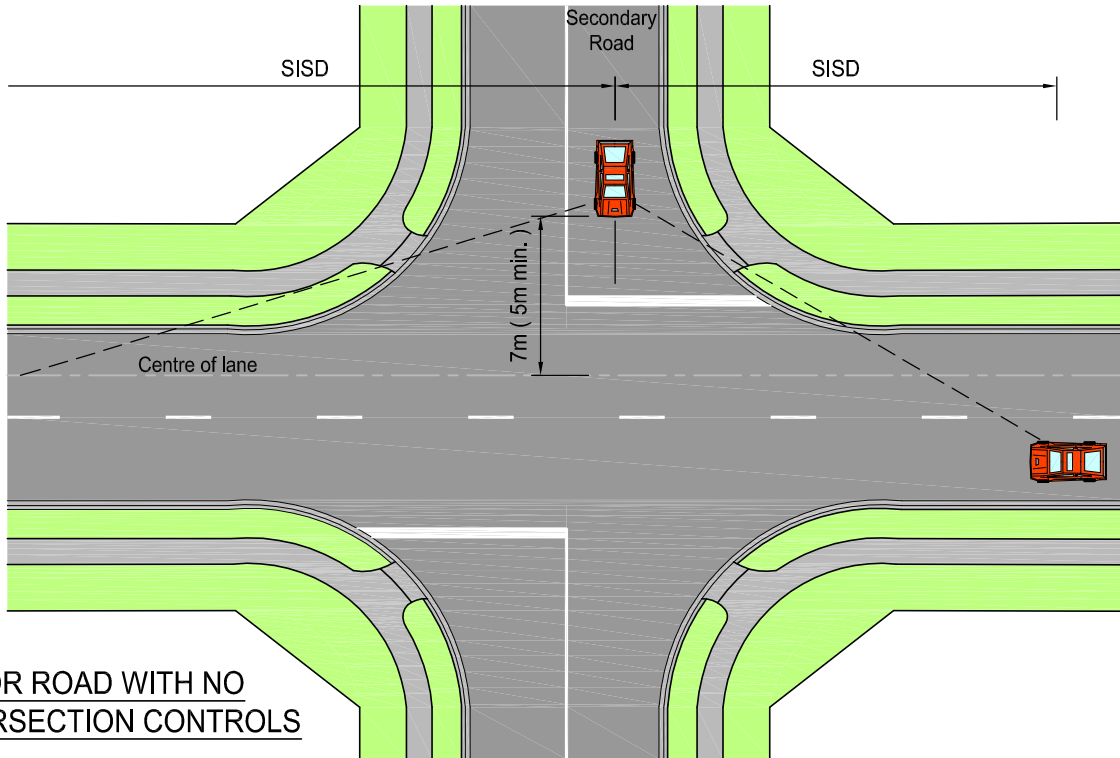 Secondary
Road
SISD
SISD
7m ( 5m min. )
Centre of lane
OR ROAD WITH NO
RSECTION CONTROLS